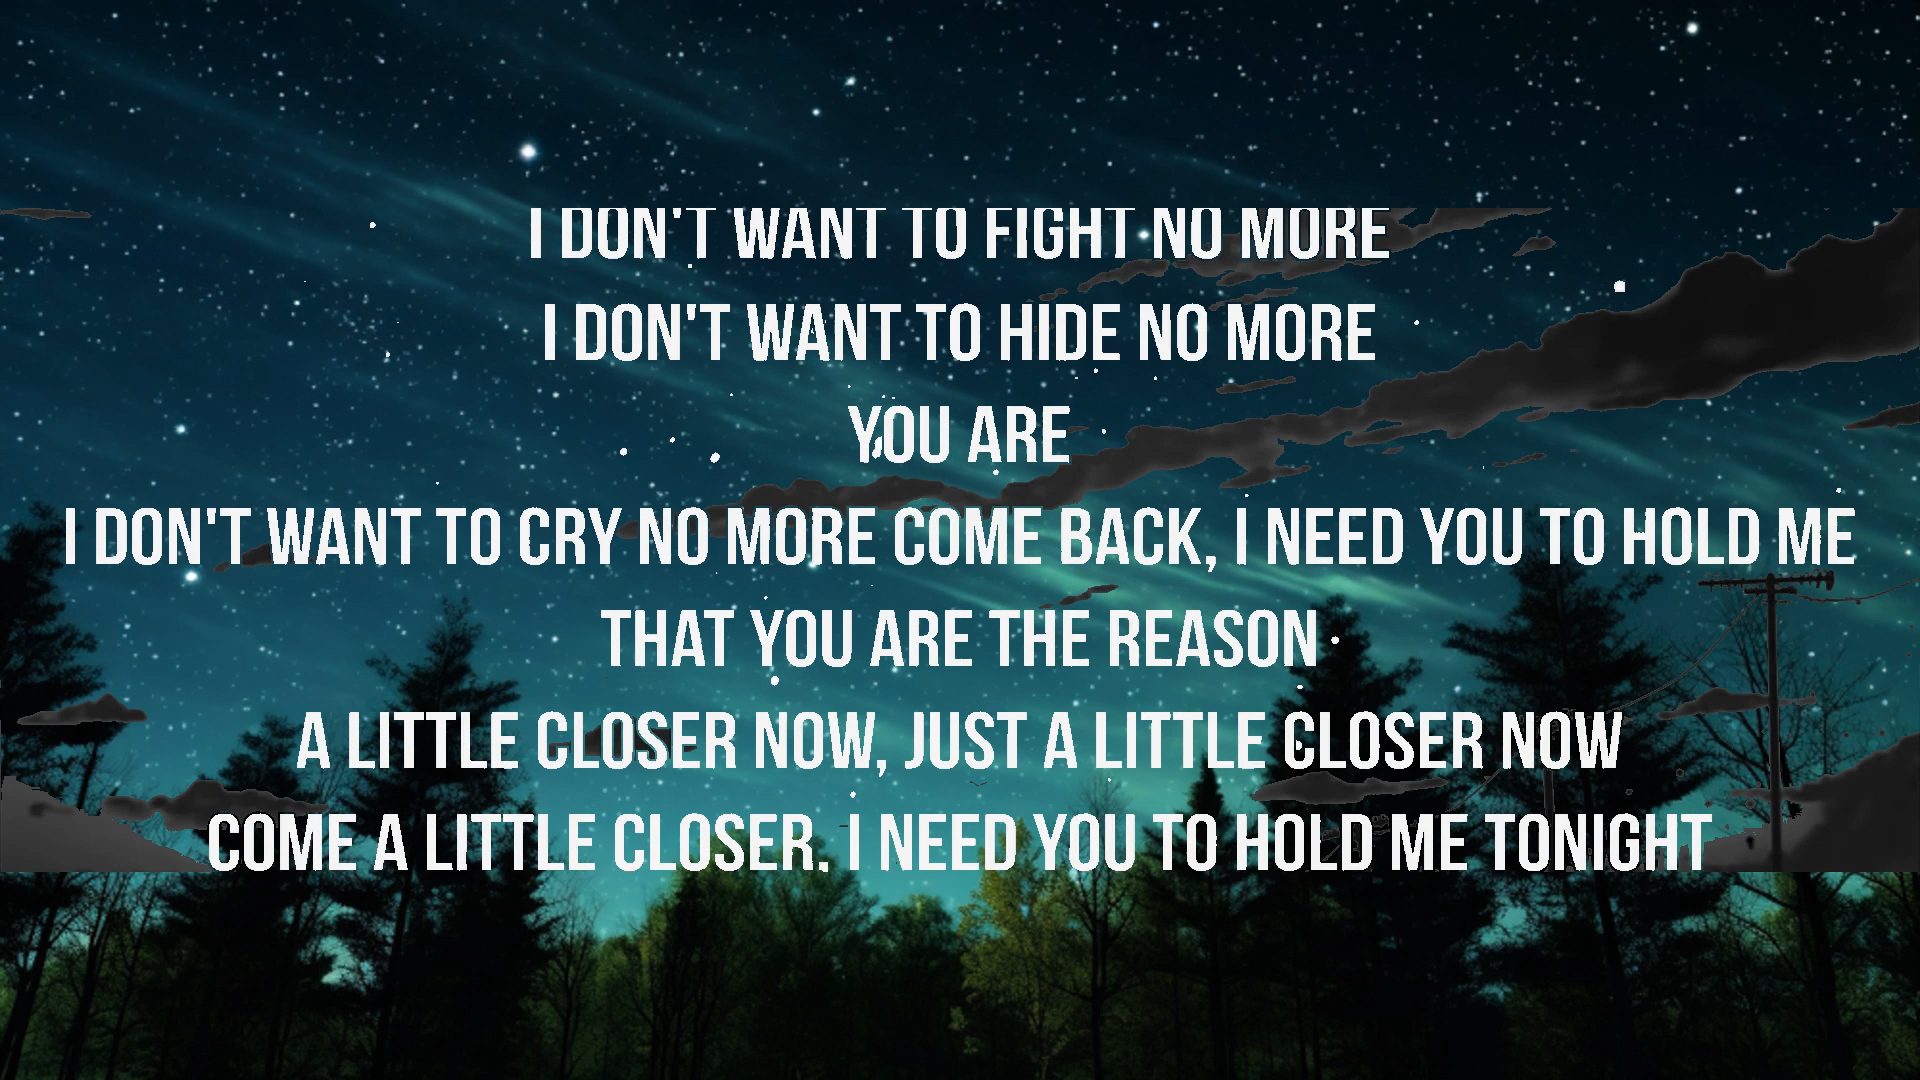 I DON'T WANT TO FIGHT NO MORE
I DON'T WANT TO HIDE NO MORE
YOU ARE
I DON'T WANT TO CRY NO MORE COME BACK, I NEED YOU TO HOLD ME
THAT YOU ARE THE REASON
A LITTLE CLOSER NOW, JUST A LITTLE CLOSER NOW
COME A LITTLE CLOSER, I NEED YOU TO HOLD ME TONIGHT